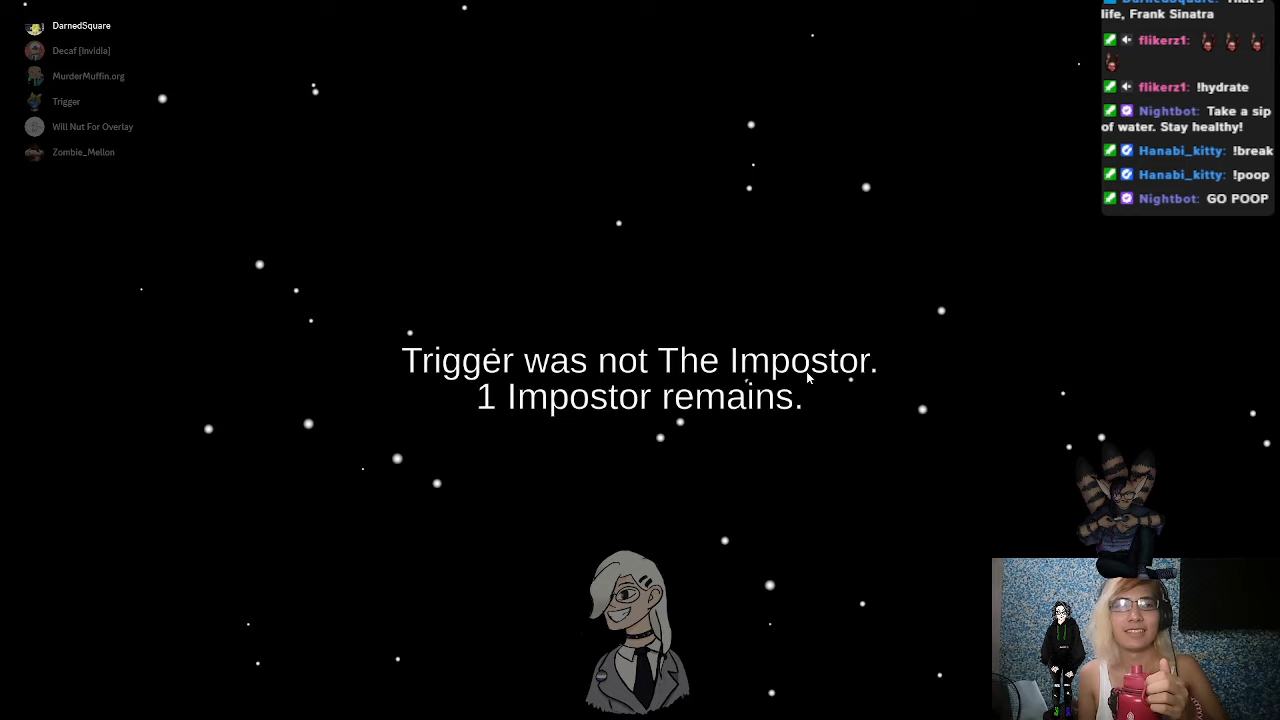 DarnedSquare
Decaf [Invidia]
MurderMuffin.org
Trigger
Will Nut For Overlay
Zombie_Mellon
DarnedSquare: That's
life, Frank Sinatra
flikerz1:
flikerz1: !hydrate
Nightbot: Take a sip
of water. Stay healthy!
Hanabi_kitty: !break
Hanabi_kitty: !poop
Nightbot: GO POOP
Trigger was not The Impostor.
1 Impostor remains.